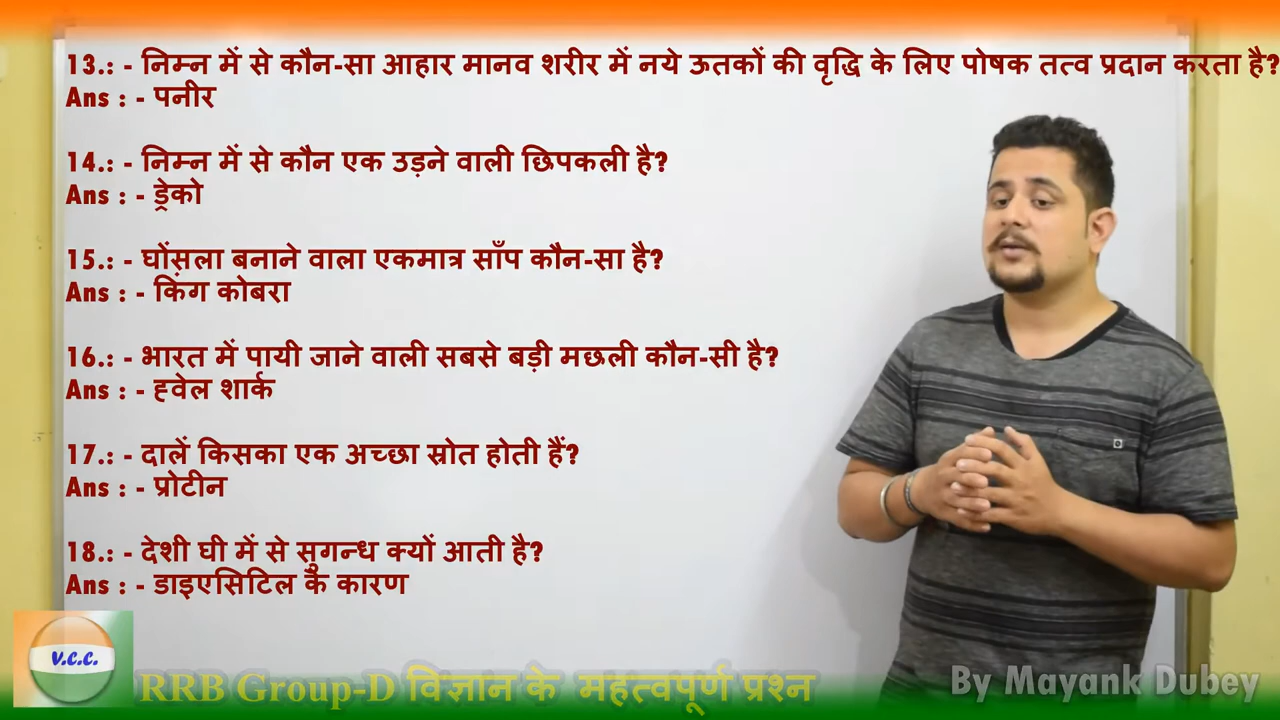 13.: - निम्न में से कौन-सा आहार मानव शरीर में नये ऊतकों की वृद्धि के लिए पोषक तत्व प्रदान करता है?
Ans : - पनीर
14.: - निम्न में से कौन एक उड़ने वाली छिपकली है?
Ans : - ड्रेको
15.: - घोंसला बनाने वाला एकमात्र साँप कौन-सा है?
Ans : - किंग कोबरा
16.: - भारत में पायी जाने वाली सबसे बड़ी मछली कौन-सी है?
Ans : - ह्वेल शार्क
17.: - दालें किसका एक अच्छा स्रोत होती हैं?
Ans : - प्रोटीन
18.: - देशी घी में से सुगन्ध क्यों आती है?
Ans : - डाइएसिटिल के कारण
V.C.C.
RRB Group-D विज्ञान के महत्वपूर्ण प्रश्न
By Mayank Dubey